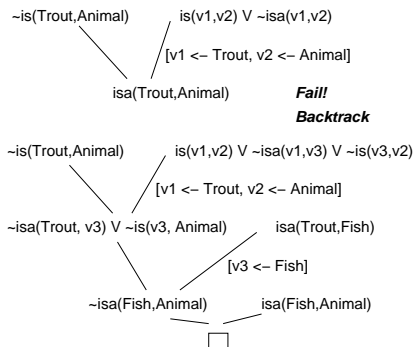 ~is(Trout,Animal) is(v1,v2) V ~isa(v1,v2)
[v1 <− Trout, v2 <− Animal]
isa(Trout,Animal) Fail!
Backtrack
~is(Trout,Animal) is(v1,v2) V ~isa(v1,v3) V ~is(v3,v2)
[v1 <− Trout, v2 <− Animal]
~isa(Trout, v3) V ~is(v3, Animal) isa(Trout,Fish)
[v3 <− Fish]
~isa(Fish,Animal) isa(Fish,Animal)